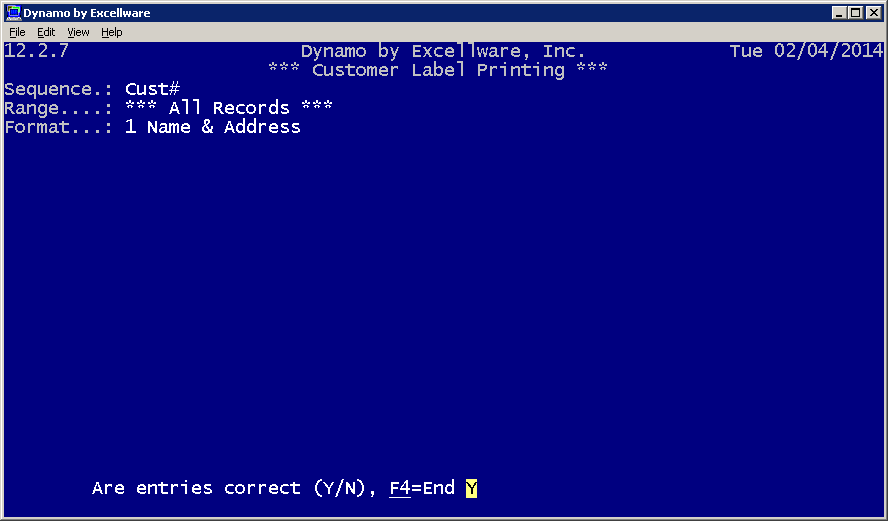 Dynamo by Excellware
File Edit View Help
12.2.7 Dynamo by Excellware, Inc. Tue 02/04/2014
*** Customer Label Printing ***
Sequence.: Cust#
Range....: *** All Records ***
Format...: 1 Name & Address
Are entries correct (Y/N), F4=End Y